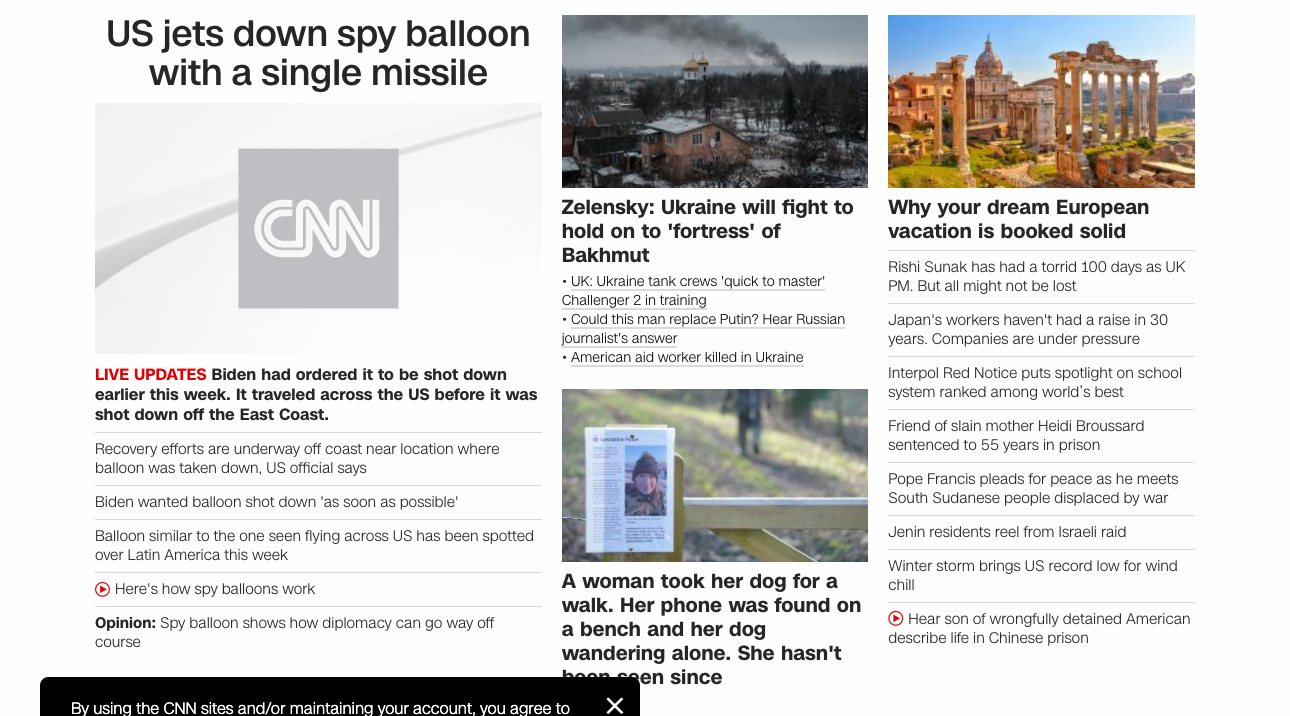 US jets down spy balloon
with a single missile
CNN
LIVE UPDATES Biden had ordered it to be shot down
earlier this week. It traveled across the US before it was
shot down off the East Coast.
Recovery efforts are underway off coast near location where
balloon was taken down, US official says
Biden wanted balloon shot down 'as soon as possible'
Balloon similar to the one seen flying across US has been spotted
over Latin America this week
Here's how spy balloons work
Opinion: Spy balloon shows how diplomacy can go way off
course
Zelensky: Ukraine will fight to
hold on to 'fortress' of
Bakhmut
• UK: Ukraine tank crews 'quick to master'
Challenger 2 in training
• Could this man replace Putin? Hear Russian
journalist's answer
• American aid worker killed in Ukraine
A woman took her dog for a
walk. Her phone was found on
a bench and her dog
wandering alone. She hasn't
been seen since
Why your dream European
vacation is booked solid
Rishi Sunak has had a torrid 100 days as UK
PM. But all might not be lost
Japan's workers haven't had a raise in 30
years. Companies are under pressure
Interpol Red Notice puts spotlight on school
system ranked among world’s best
Friend of slain mother Heidi Broussard
sentenced to 55 years in prison
Pope Francis pleads for peace as he meets
South Sudanese people displaced by war
Jenin residents reel from Israeli raid
Winter storm brings US record low for wind
chill
Hear son of wrongfully detained American
describe life in Chinese prison
By using the CNN sites and/or maintaining your account, you agree to